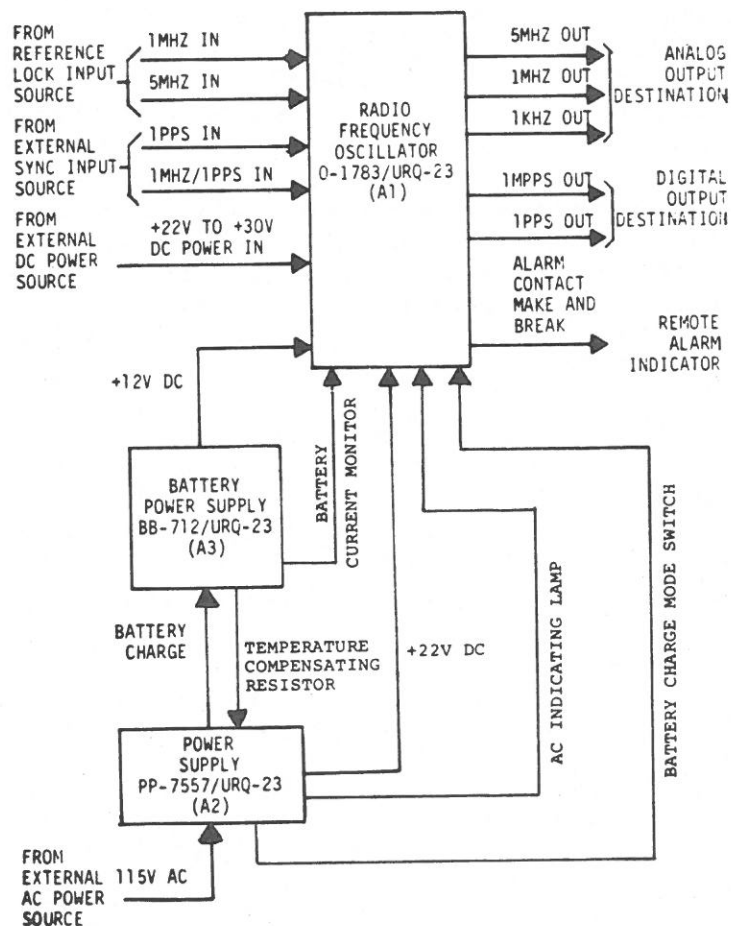 FROM
REFERENCE
LOCK INPUT
SOURCE
1MHZ IN
5MHZ IN
FROM
EXTERNAL
SYNC INPUT
SOURCE
1PPS IN
1MHZ/1PPS IN
FROM
EXTERNAL
DC POWER
SOURCE
+22V TO +30V
DC POWER IN
RADIO
FREQUENCY
OSCILLATOR
O-1783/URQ-23
(A1)
5MHZ OUT
1MHZ OUT
1KHZ OUT
ANALOG
OUTPUT
DESTINATION
1MPPS OUT
1PPS OUT
DIGITAL
OUTPUT
DESTINATION
ALARM
CONTACT
MAKE AND
BREAK
REMOTE
ALARM
INDICATOR
+12V DC
BATTERY
POWER SUPPLY
BB-712/URQ-23
(A3)
BATTERY
CURRENT MONITOR
BATTERY
CHARGE
TEMPERATURE
COMPENSATING
RESISTOR
+22V DC
AC INDICATING LAMP
BATTERY CHARGE MODE SWITCH
POWER
SUPPLY
PP-7557/URQ-23
(A2)
FROM
EXTERNAL 115V AC
AC POWER
SOURCE